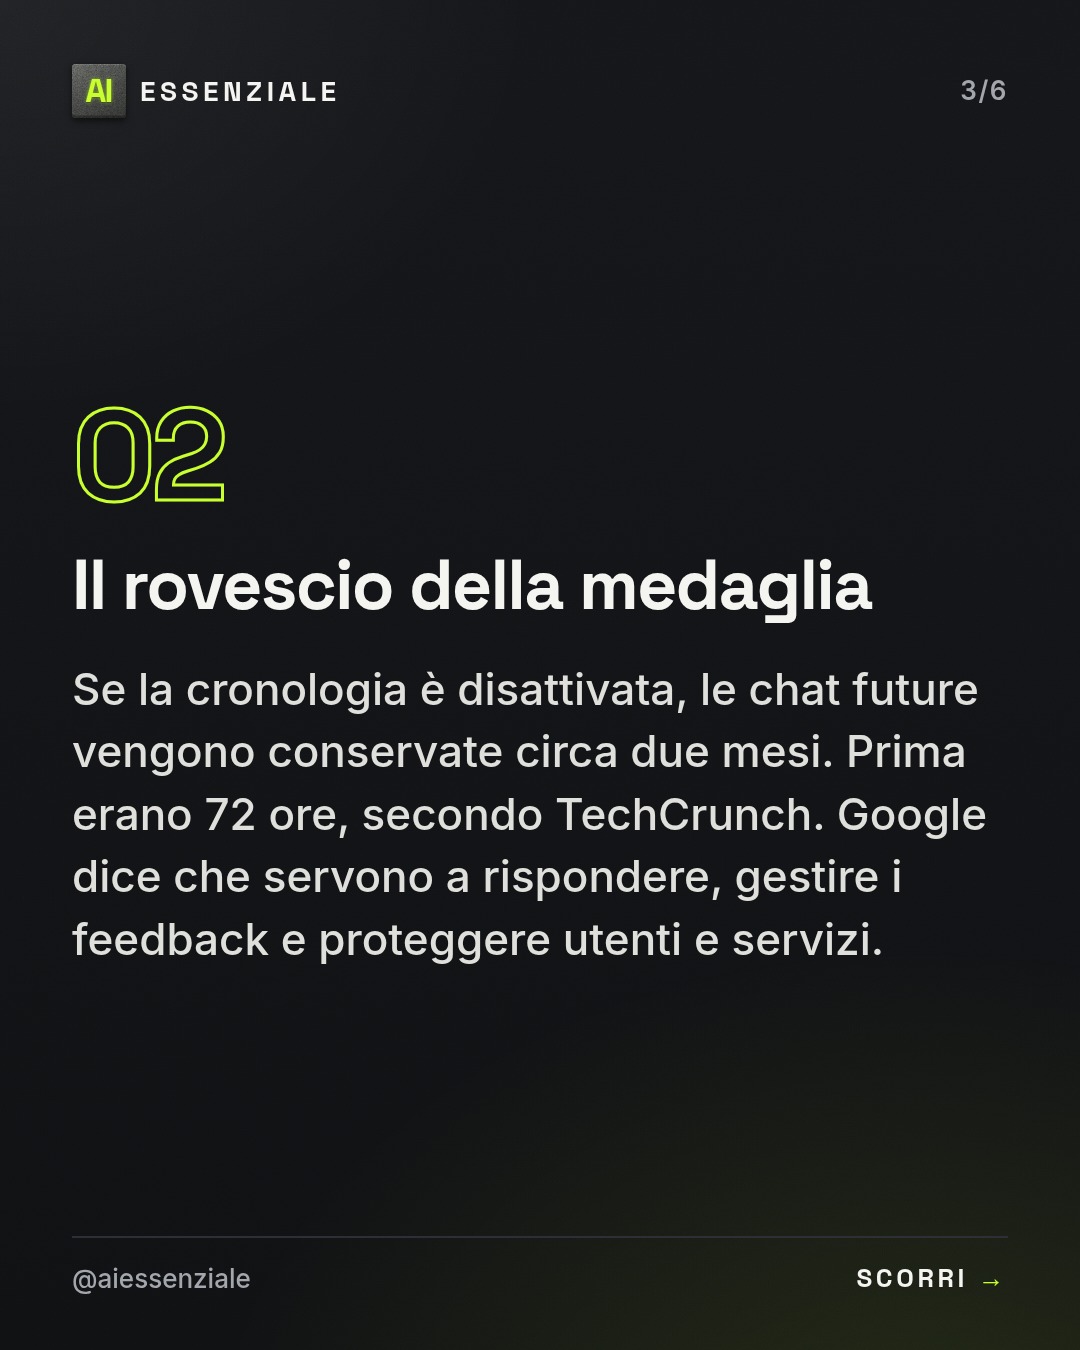 AI ESSENZIALE
3/6
02
Il rovescio della medaglia
Se la cronologia è disattivata, le chat future
vengono conservate circa due mesi. Prima
erano 72 ore, secondo TechCrunch. Google
dice che servono a rispondere, gestire i
feedback e proteggere utenti e servizi.
@aiessenziale
SCORRI →